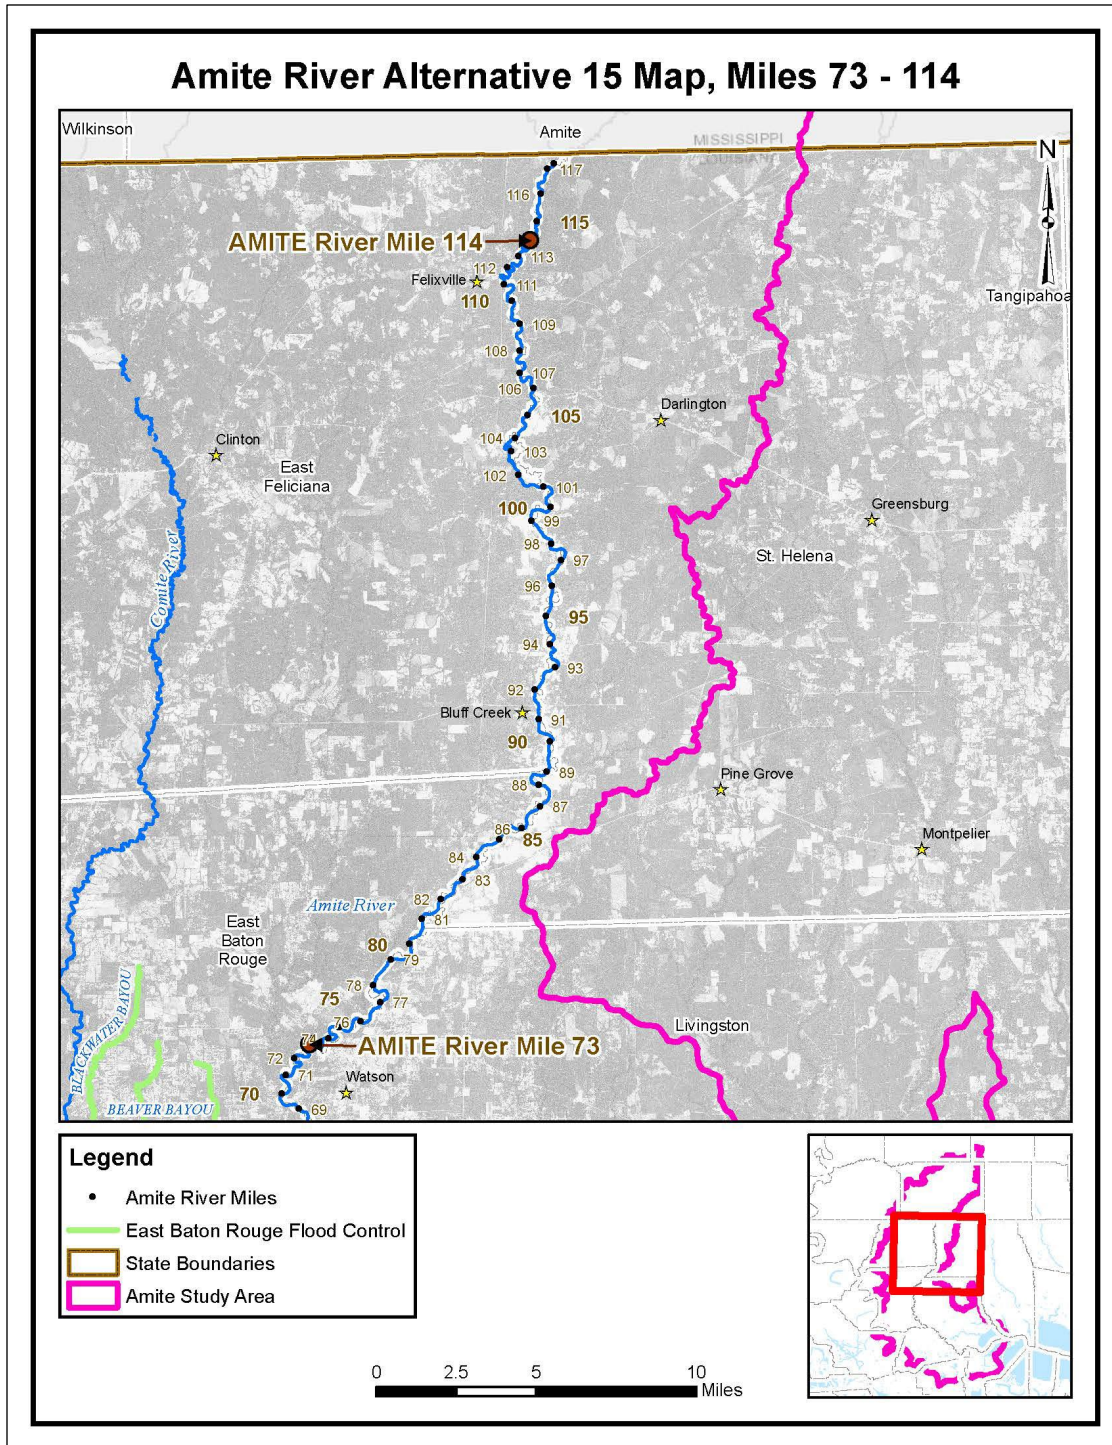 Amite River Alternative 15 Map, Miles 73 - 114
Wilkinson
Amite
MISSISSIPPI
LOUISIANA
N
117
116
115
AMITE River Mile 114
113
112
Felixville
111
110
Tangipahoa
109
108
107
106
Darlington
105
104
Clinton
103
East
Feliciana
102
101
100
Greensburg
99
98
St. Helena
97
Comite River
96
95
94
93
92
Bluff Creek
91
90
89
Pine Grove
88
87
86
85
Montpelier
84
83
82
Amite River
81
East
Baton
Rouge
80
79
78
75
77
BLACKWATER BAYOU
76
Livingston
74
AMITE River Mile 73
72
71
Watson
70
BEAVER BAYOU
69
Legend
Amite River Miles
East Baton Rouge Flood Control
State Boundaries
Amite Study Area
0 2.5 5 10
Miles